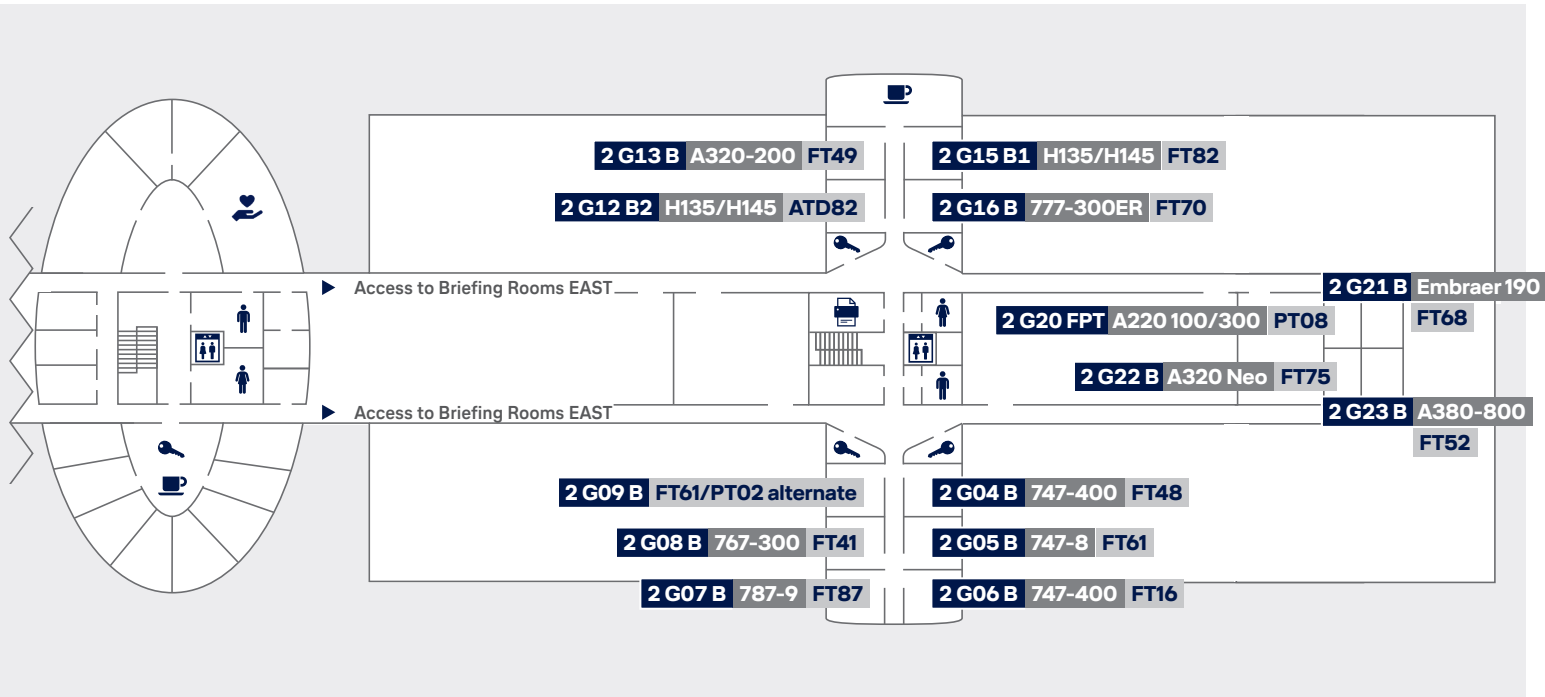 2 G13 B A320-200 FT49
2 G15 B1 H135/H145 FT82
2 G12 B2 H135/H145 ATD82
2 G16 B 777-300ER FT70
Access to Briefing Rooms EAST
2 G21 B Embraer 190
FT68
2 G20 FPT A220 100/300 PT08
2 G22 B A320 Neo FT75
Access to Briefing Rooms EAST
2 G23 B A380-800
FT52
2 G09 B FT61/PT02 alternate
2 G04 B 747-400 FT48
2 G08 B 767-300 FT41
2 G05 B 747-8 FT61
2 G07 B 787-9 FT87
2 G06 B 747-400 FT16